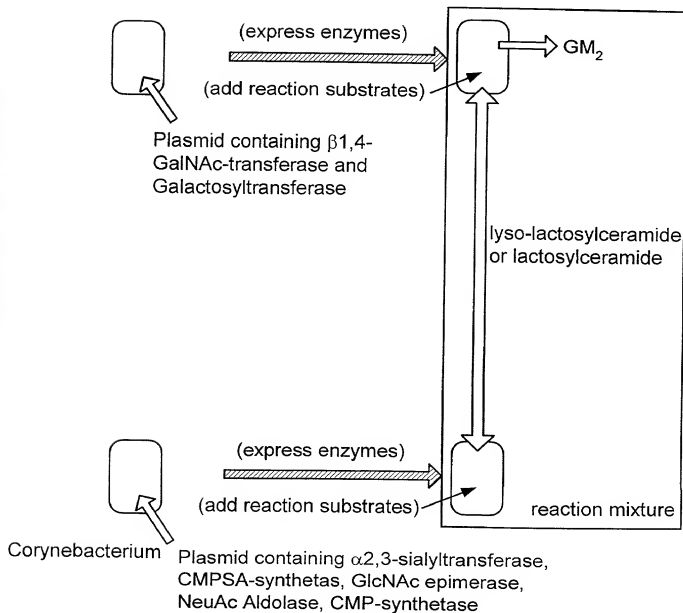 (express enzymes)
GM2
(add reaction substrates)
Plasmid containing β1,4-
GalNAc-transferase and
Galactosyltransferase
lyso-lactosylceramide
or lactosylceramide
(express enzymes)
(add reaction substrates)
reaction mixture
Corynebacterium
Plasmid containing α2,3-sialyltransferase,
CMPSA-synthetas, GlcNAc epimerase,
NeuAc Aldolase, CMP-synthetase